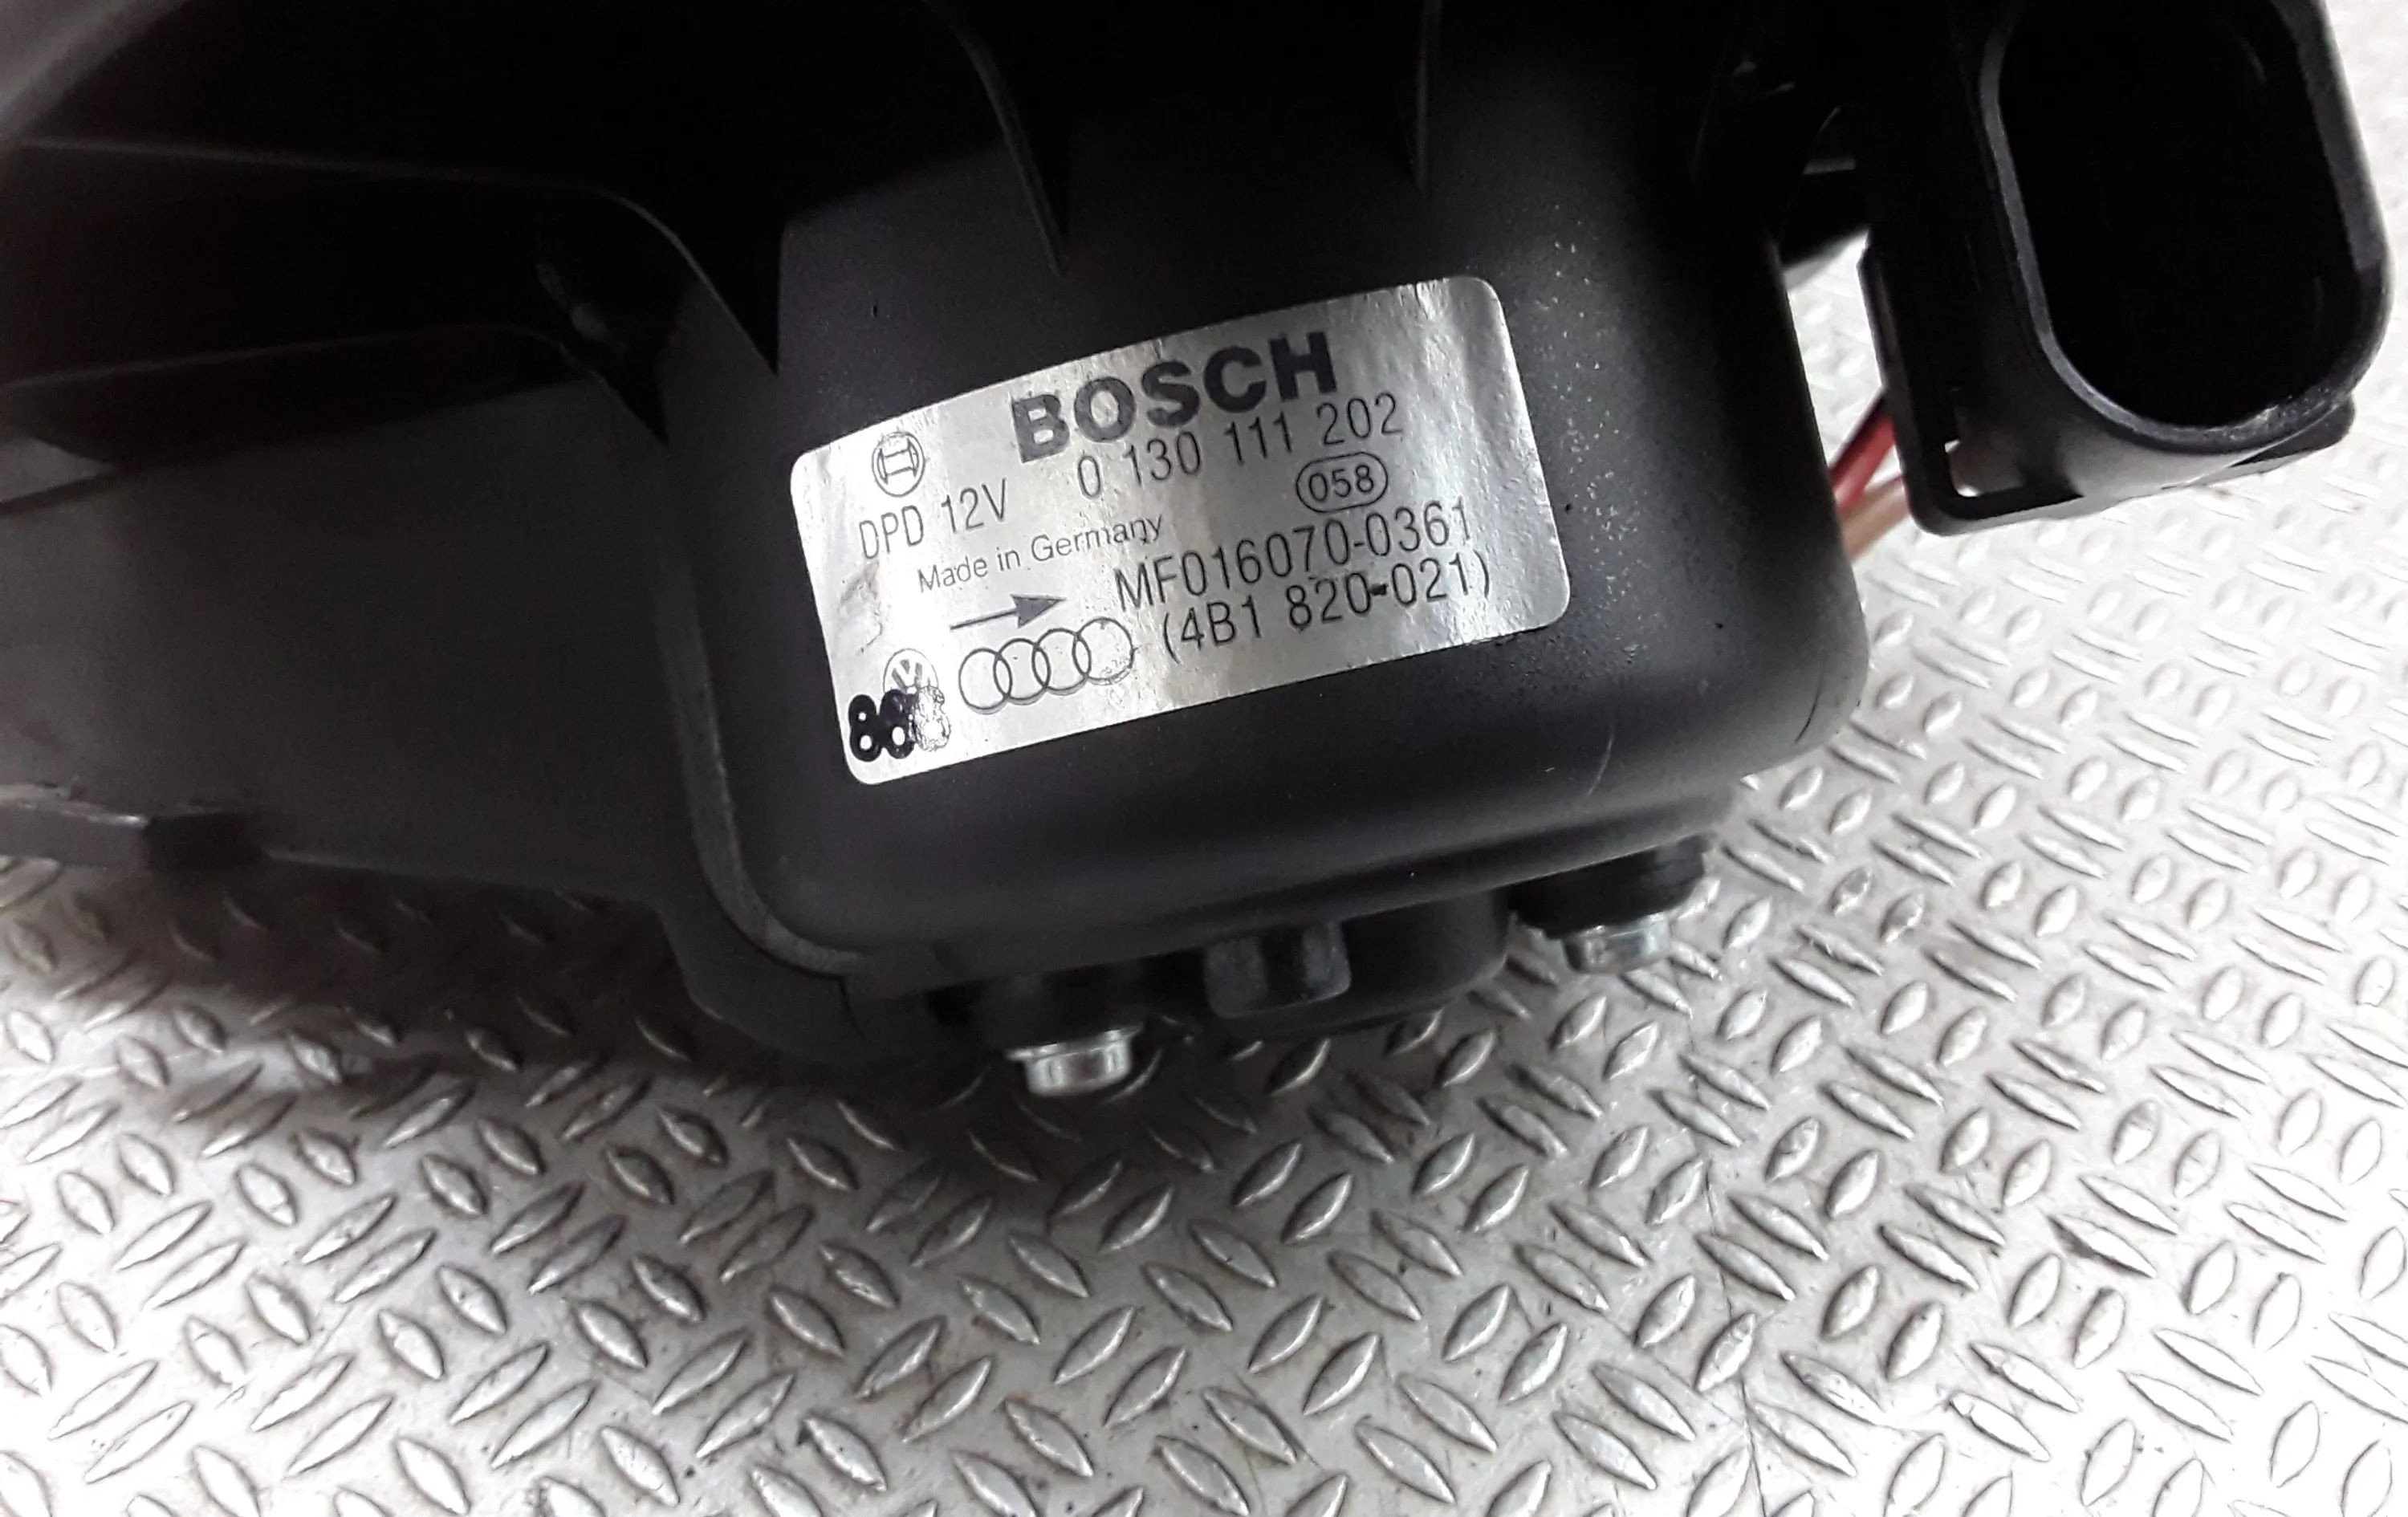 BOSCH
0 130 111 202
DPD 12V
058
Made in Germany
MF016070-0361
(4B1 820-021)